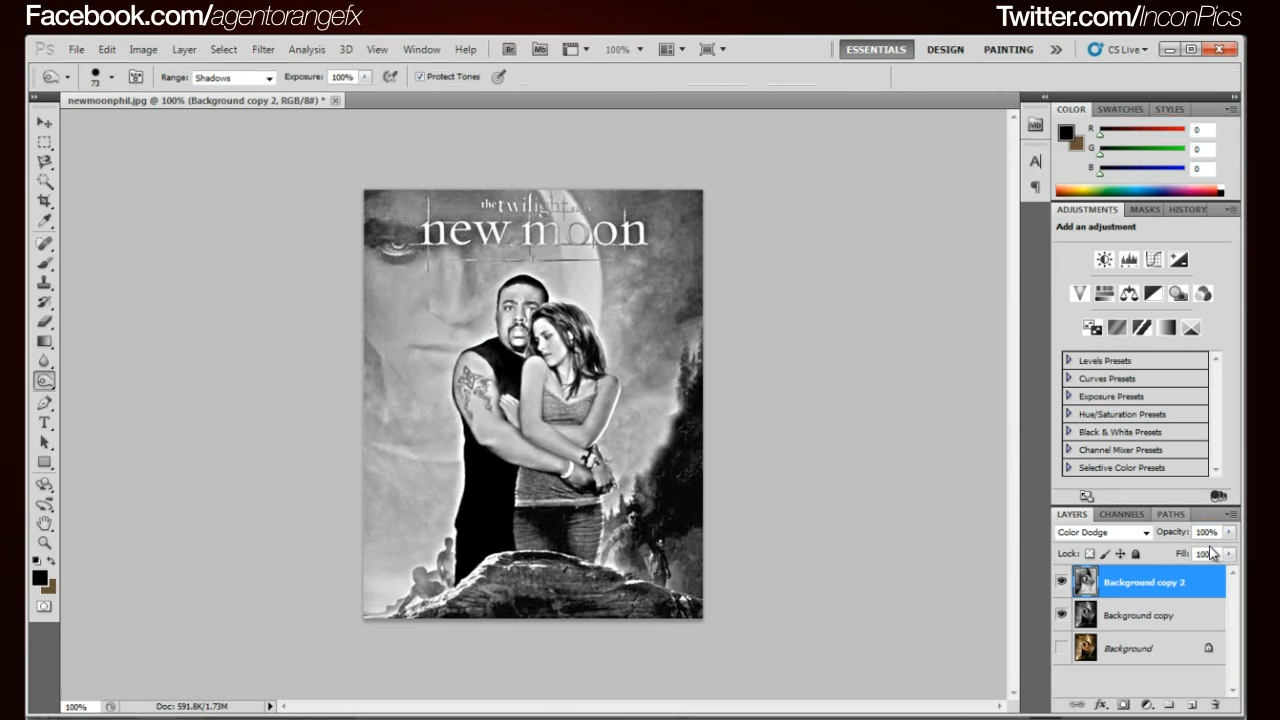 Facebook.com/agentorangefx
Twitter.com/InconPics
Ps File Edit Image Layer Select Filter Analysis 3D View Window Help Br Mb 100% ESSENTIALS DESIGN PAINTING CS Live
73 Range: Shadows Exposure: 100% Protect Tones
newmoonphil.jpg @ 100% (Background copy 2, RGB/8#) *
COLOR SWATCHES STYLES
R 0
G 0
B 0
ADJUSTMENTS MASKS HISTORY
Add an adjustment
the twilight
new moon
Levels Presets
Curves Presets
Exposure Presets
Hue/Saturation Presets
Black & White Presets
Channel Mixer Presets
Selective Color Presets
LAYERS CHANNELS PATHS
Color Dodge Opacity: 100%
Lock: Fill: 100
Background copy 2
Background copy
Background
100% Doc: 591.8K/1.73M